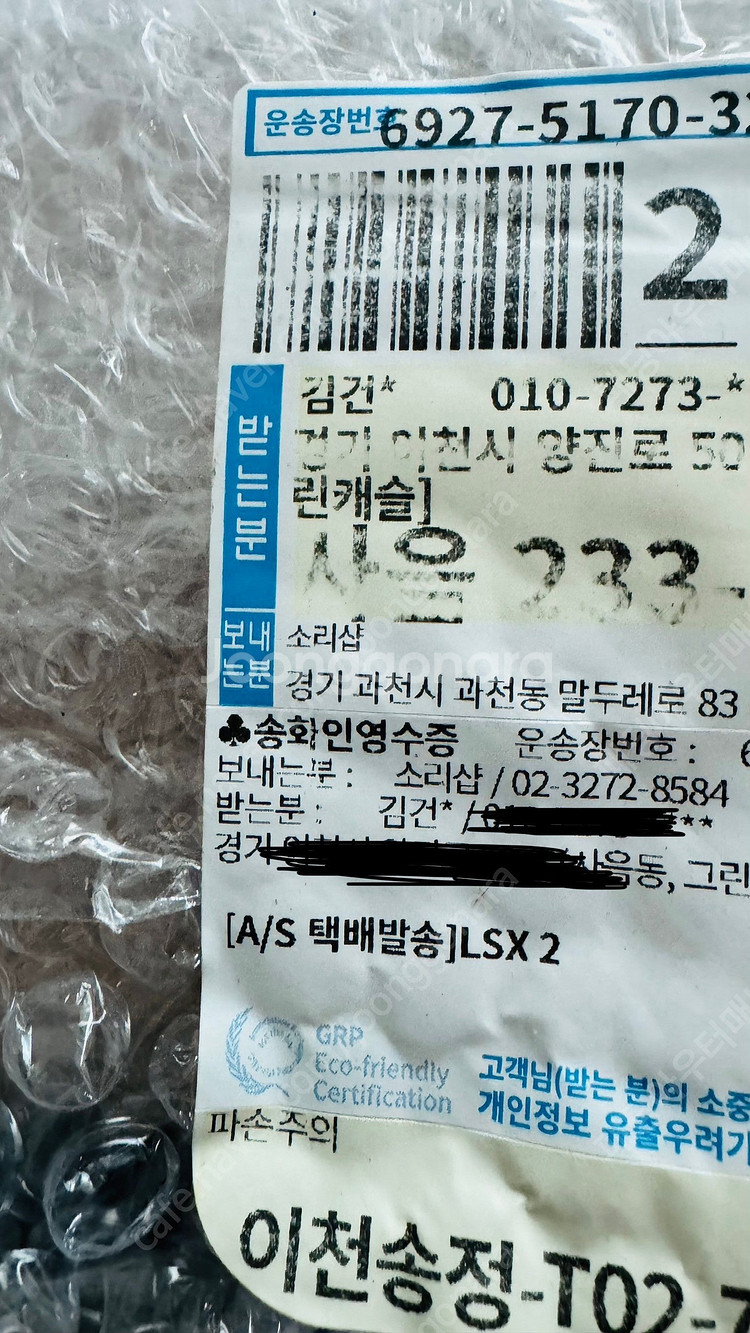 운송장번호 6927-5170-3
2
받는분
김건* 010-7273-*
경기 이천시 양진로 50
린캐슬]
사음 233-
보내는분
소리샵
경기 과천시 과천동 말두레로 83
♣송화인영수증 운송장번호 : 6
보내는분 : 소리샵 / 02-3272-8584
받는분 : 김건* / **
경기 사음동, 그린
[A/S 택배발송]LSX 2
GRP
Eco-friendly
Certification
고객님(받는 분)의 소중
개인정보 유출우려가
파손주의
이천송정-T02-7
Joonggonara